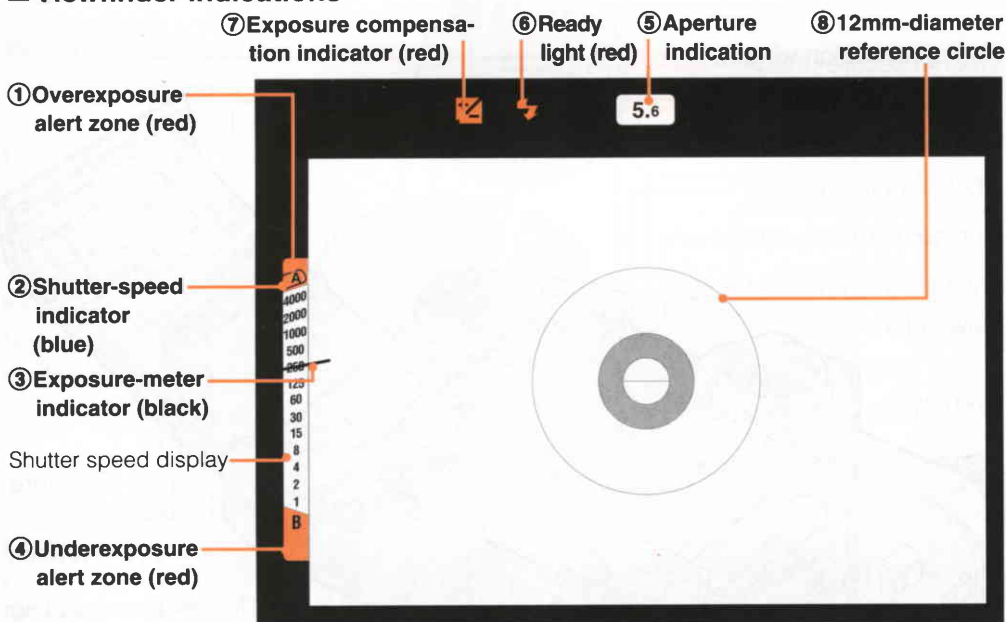 ■ Viewfinder Indications
⑦Exposure compensa-
tion indicator (red)
⑥Ready
light (red)
⑤Aperture
indication
⑧12mm-diameter
reference circle
①Overexposure
alert zone (red)
5.6
A
②Shutter-speed
indicator
(blue)
4000
2000
1000
500
250
③Exposure-meter
indicator (black)
125
60
30
15
Shutter speed display
8
4
2
1
B
④Underexposure
alert zone (red)